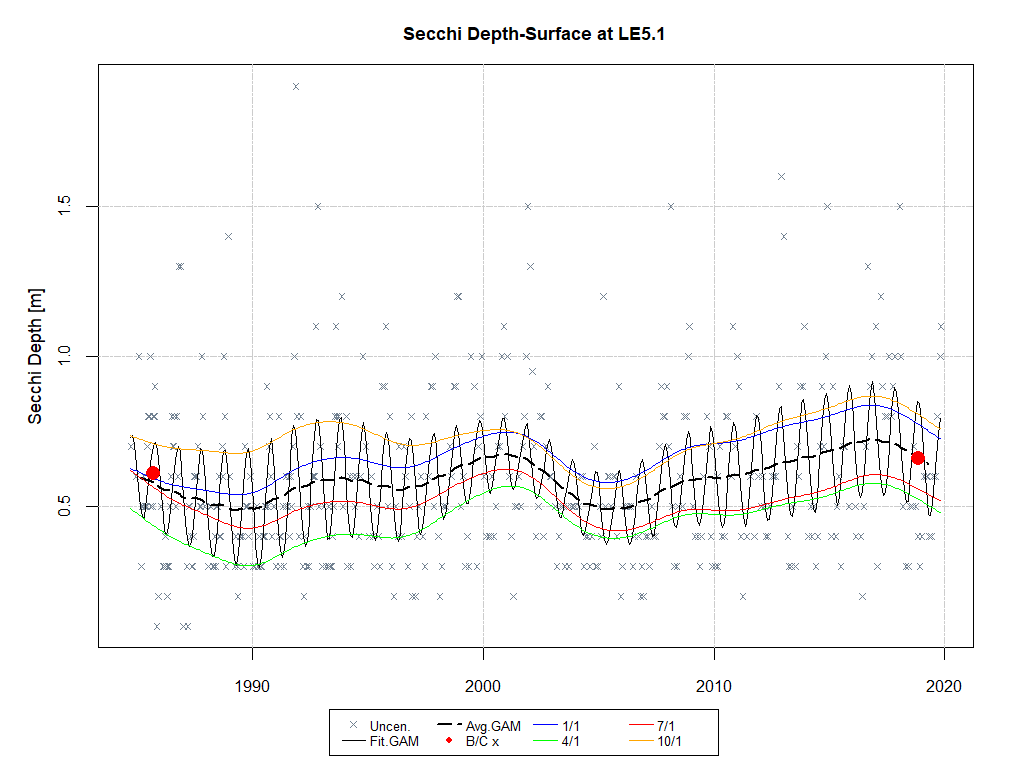 Secchi Depth-Surface at LE5.1
Secchi Depth [m]
1.5
1.0
0.5
1990 2000 2010 2020
Uncen. Avg.GAM 1/1 7/1
Fit.GAM B/C x 4/1 10/1